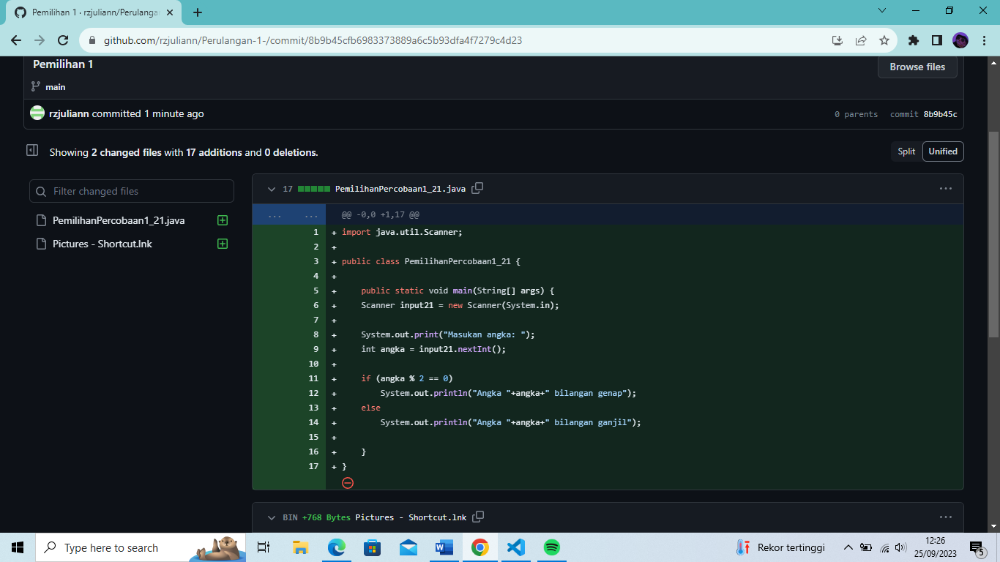 Pemilihan 1 · rzjuliann/Perulanga
github.com/rzjuliann/Perulangan-1-/commit/8b9b45cfb6983373889a6c5b93dfa4f7279c4d23
Pemilihan 1
Browse files
main
rzjuliann committed 1 minute ago
0 parents commit 8b9b45c
Showing 2 changed files with 17 additions and 0 deletions.
Split Unified
Filter changed files
PemilihanPercobaan1_21.java
Pictures - Shortcut.lnk
17 PemilihanPercobaan1_21.java
... ... @@ -0,0 +1,17 @@
1 + import java.util.Scanner;
2 +
3 + public class PemilihanPercobaan1_21 {
4 +
5 + public static void main(String[] args) {
6 + Scanner input21 = new Scanner(System.in);
7 +
8 + System.out.print("Masukan angka: ");
9 + int angka = input21.nextInt();
10 +
11 + if (angka % 2 == 0)
12 + System.out.println("Angka "+angka+" bilangan genap");
13 + else
14 + System.out.println("Angka "+angka+" bilangan ganjil");
15 +
16 + }
17 + }
BIN +768 Bytes Pictures - Shortcut.lnk
Type here to search
Rekor tertinggi
12:26
25/09/2023
5